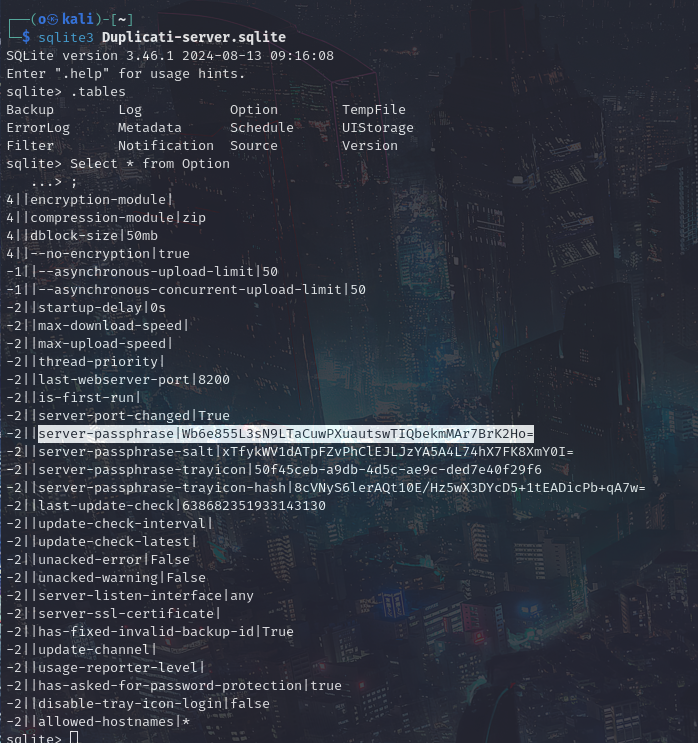 ┌──(o㉿kali)-[~]
└─$ sqlite3 Duplicati-server.sqlite
SQLite version 3.46.1 2024-08-13 09:16:08
Enter ".help" for usage hints.
sqlite> .tables
Backup        Log           Option        TempFile
ErrorLog      Metadata      Schedule      UIStorage
Filter        Notification  Source        Version
sqlite> Select * from Option
   ...> ;
4||encryption-module|
4||compression-module|zip
4||dblock-size|50mb
4||--no-encryption|true
-1||--asynchronous-upload-limit|50
-1||--asynchronous-concurrent-upload-limit|50
-2||startup-delay|0s
-2||max-download-speed|
-2||max-upload-speed|
-2||thread-priority|
-2||last-webserver-port|8200
-2||is-first-run|
-2||server-port-changed|True
-2||server-passphrase|Wb6e855L3sN9LTaCuwPXuautswTIQbekmMAr7BrK2Ho=
-2||server-passphrase-salt|xTfykWV1dATpFZvPhClEJLJzYA5A4L74hX7FK8XmY0I=
-2||server-passphrase-trayicon|50f45ceb-a9db-4d5c-ae9c-ded7e40f29f6
-2||server-passphrase-trayicon-hash|8cVNyS6lerAQt10E/Hz5wX3DYcD5+1tEADicPb+qA7w=
-2||last-update-check|638682351933143130
-2||update-check-interval|
-2||update-check-latest|
-2||unacked-error|False
-2||unacked-warning|False
-2||server-listen-interface|any
-2||server-ssl-certificate|
-2||has-fixed-invalid-backup-id|True
-2||update-channel|
-2||usage-reporter-level|
-2||has-asked-for-password-protection|true
-2||disable-tray-icon-login|false
-2||allowed-hostnames|*
sqlite>